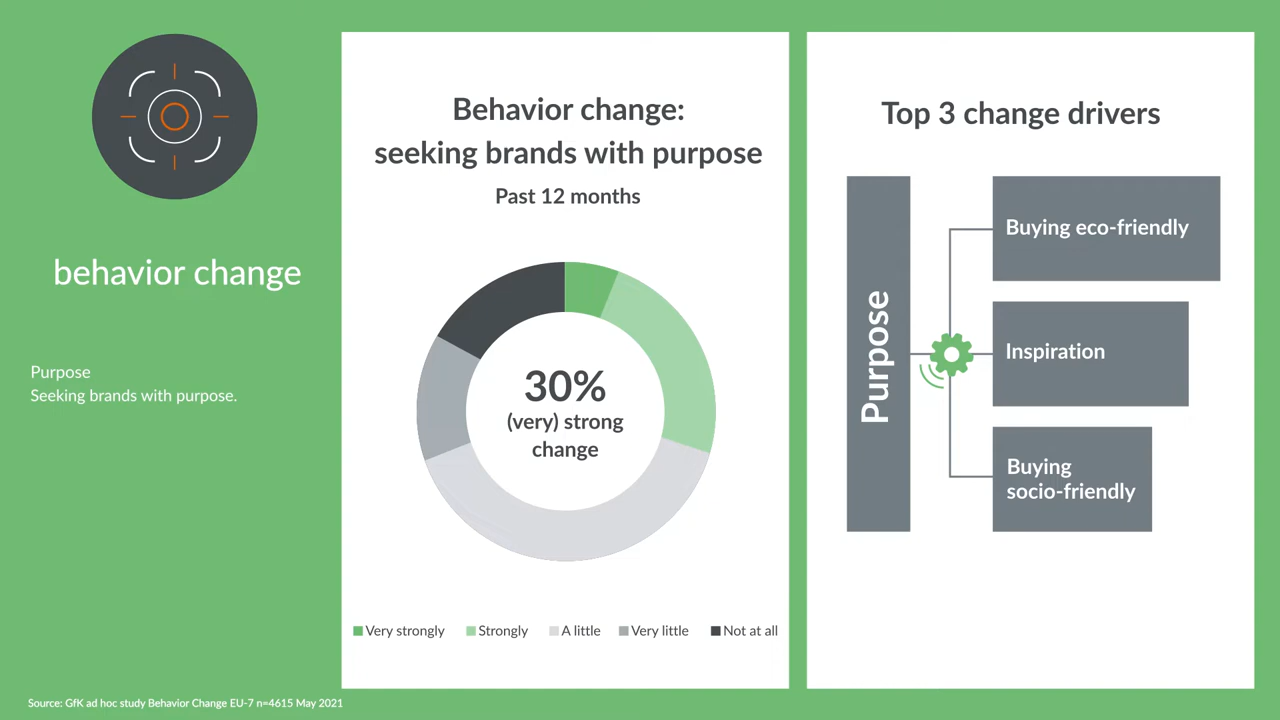 behavior change
Purpose
Seeking brands with purpose.
Source: GfK ad hoc study Behavior Change EU-7 n=4615 May 2021
Behavior change:
seeking brands with purpose
Past 12 months
30%
(very) strong
change
Very strongly
Strongly
A little
Very little
Not at all
Top 3 change drivers
Purpose
Buying eco-friendly
Inspiration
Buying
socio-friendly